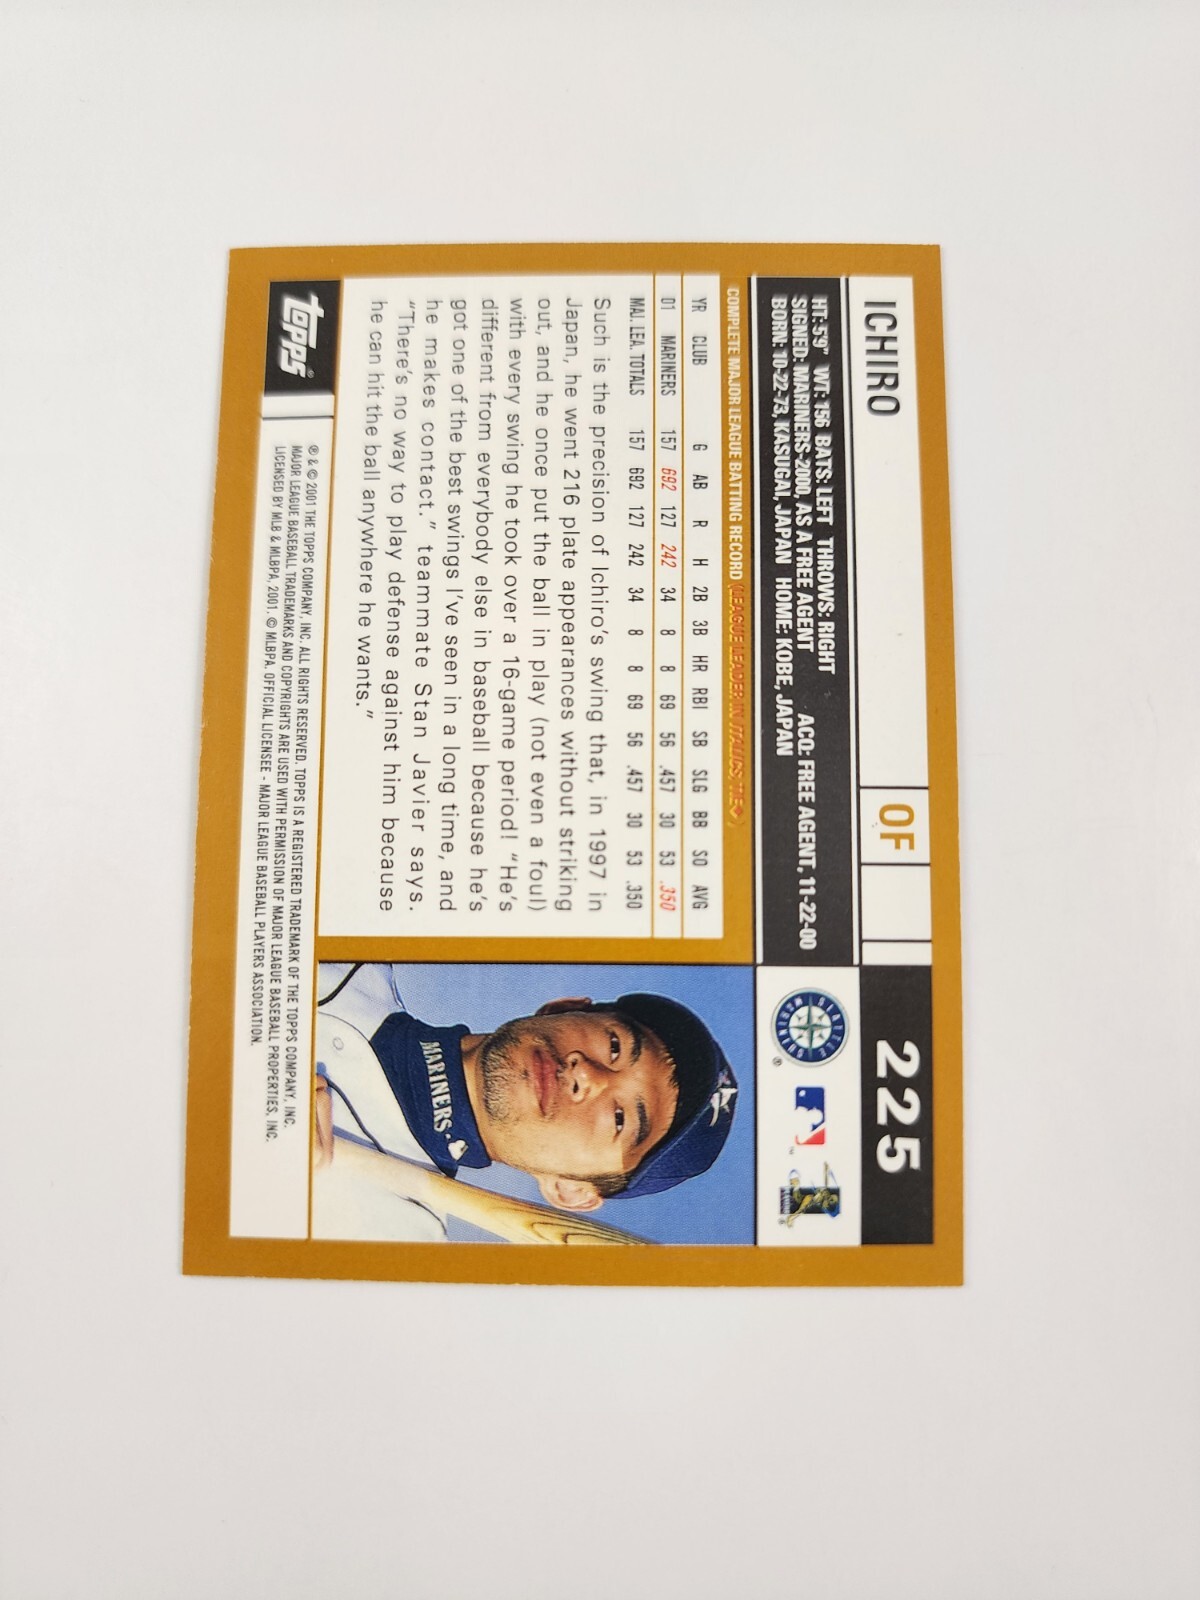 ICHIRO
OF
225
HT: 5'9" WT: 156 BATS: LEFT THROWS: RIGHT
SIGNED: MARINERS-2000, AS A FREE AGENT ACQ: FREE AGENT, 11-22-00
BORN: 10-22-73, KASUGAI, JAPAN HOME: KOBE, JAPAN
COMPLETE MAJOR LEAGUE BATTING RECORD (LEAGUE LEADER IN ITALICS, TIE◆)
YR CLUB G AB R H 2B 3B HR RBI SB SLG BB SO AVG
01 MARINERS 157 692 127 242 34 8 8 69 56 .457 30 53 .350
MAJ. LEA. TOTALS 157 692 127 242 34 8 8 69 56 .457 30 53 .350
Such is the precision of Ichiro's swing that, in 1997 in
Japan, he went 216 plate appearances without striking
out, and he once put the ball in play (not even a foul)
with every swing he took over a 16-game period! "He's
different from everybody else in baseball because he's
got one of the best swings I've seen in a long time, and
he makes contact." teammate Stan Javier says.
"There's no way to play defense against him because
he can hit the ball anywhere he wants."
SEATTLE
MARINERS
®
™
MARINERS
topps®
® & © 2001 THE TOPPS COMPANY, INC. ALL RIGHTS RESERVED. TOPPS IS A REGISTERED TRADEMARK OF THE TOPPS COMPANY, INC.
MAJOR LEAGUE BASEBALL TRADEMARKS AND COPYRIGHTS ARE USED WITH PERMISSION OF MAJOR LEAGUE BASEBALL PROPERTIES, INC.
LICENSED BY MLB & MLBPA, 2001. © MLBPA, OFFICIAL LICENSEE - MAJOR LEAGUE BASEBALL PLAYERS ASSOCIATION.